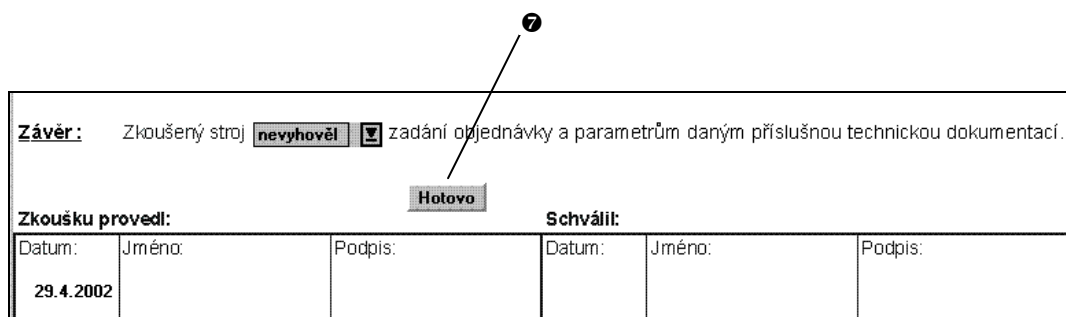 ❼
Závěr: Zkoušený stroj nevyhověl zadání objednávky a parametrům daným příslušnou technickou dokumentací.
Hotovo
Zkoušku provedl: Schválil:
Datum: Jméno: Podpis: Datum: Jméno: Podpis:
29.4.2002